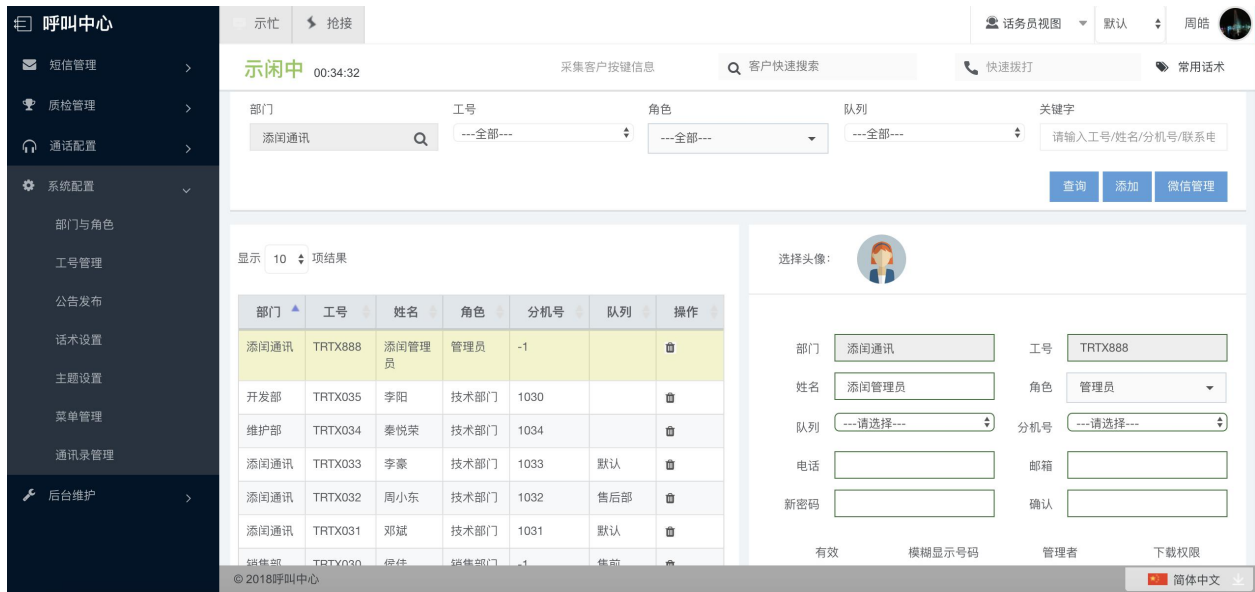 呼叫中心
示忙
抢接
话务员视图
默认
周皓
短信管理
质检管理
通话配置
系统配置
部门与角色
工号管理
公告发布
话术设置
主题设置
菜单管理
通讯录管理
后台维护
示闲中 00:34:32
采集客户按键信息
客户快速搜索
快速拨打
常用话术
部门
工号
角色
队列
关键字
添闰通讯
---全部---
---全部---
---全部---
请输入工号/姓名/分机号/联系电
查询
添加
微信管理
显示 10 项结果
部门 工号 姓名 角色 分机号 队列 操作
添闰通讯 TRTX888 添闰管理员 管理员 -1
开发部 TRTX035 李阳 技术部门 1030
维护部 TRTX034 秦悦荣 技术部门 1034
添闰通讯 TRTX033 李豪 技术部门 1033 默认
添闰通讯 TRTX032 周小东 技术部门 1032 售后部
添闰通讯 TRTX031 邓斌 技术部门 1031 默认
销售部 TRTX030 侯佳 销售部门 -1 售前
选择头像:
部门 添闰通讯
工号 TRTX888
姓名 添闰管理员
角色 管理员
队列 ---请选择---
分机号 ---请选择---
电话
邮箱
新密码
确认
有效
模糊显示号码
管理者
下载权限
© 2018呼叫中心
简体中文